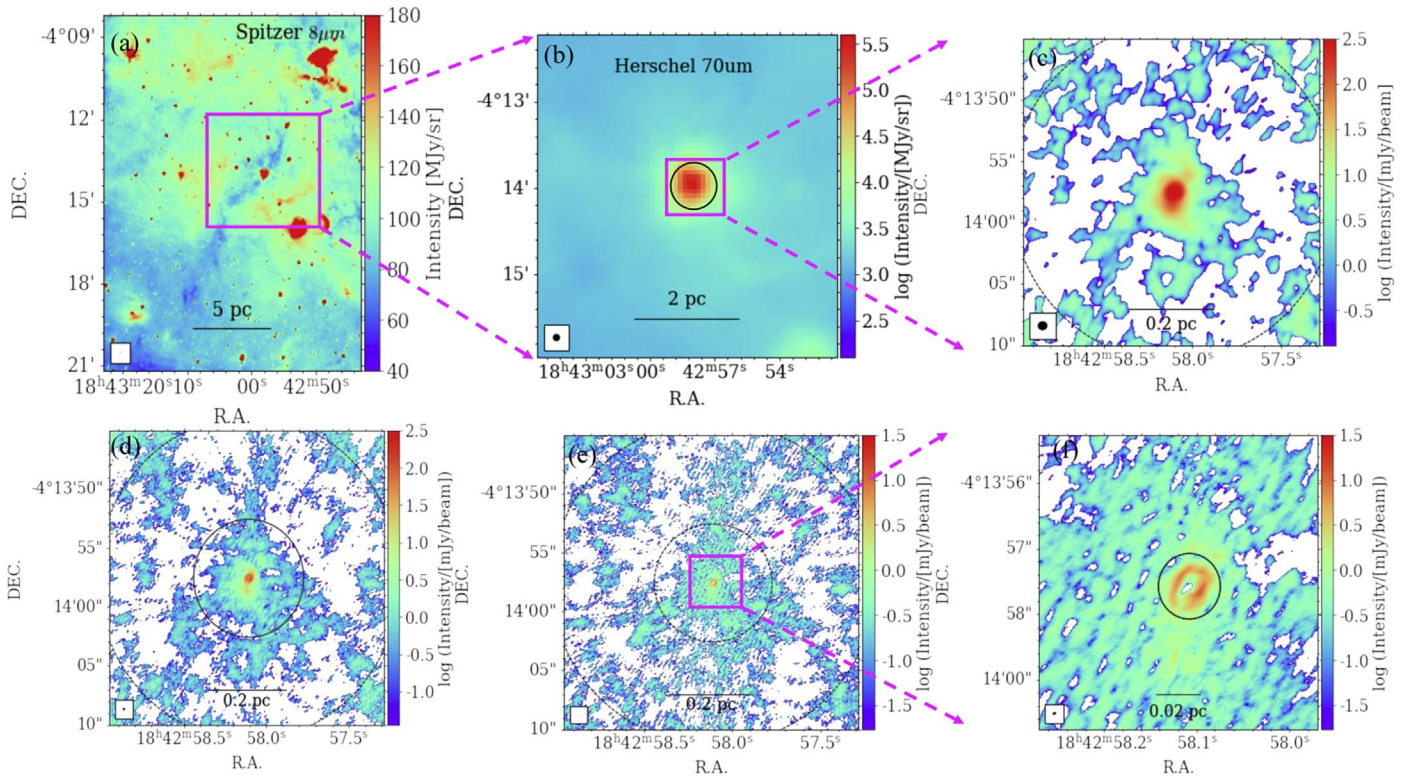 (a)
Spitzer 8μm
-4°09'
12'
15'
18'
21'
DEC.
5 pc
18ʰ43ᵐ20ˢ10ˢ 00ˢ 42ᵐ50ˢ
R.A.
180
160
140
120
100
80
60
40
Intensity [MJy/sr]
(b)
Herschel 70um
-4°13'
14'
15'
DEC.
2 pc
18ʰ43ᵐ03ˢ00ˢ 42ᵐ57ˢ 54ˢ
R.A.
5.5
5.0
4.5
4.0
3.5
3.0
2.5
log (Intensity/[MJy/sr])
(c)
-4°13'50"
55"
14'00"
05"
10"
DEC.
0.2 pc
18ʰ42ᵐ58.5ˢ 58.0ˢ 57.5ˢ
R.A.
2.5
2.0
1.5
1.0
0.5
0.0
-0.5
log (Intensity/[mJy/beam]
(d)
-4°13'50"
55"
14'00"
05"
10"
DEC.
0.2 pc
18ʰ42ᵐ58.5ˢ 58.0ˢ 57.5ˢ
R.A.
2.5
2.0
1.5
1.0
0.5
0.0
-0.5
-1.0
log (Intensity/[mJy/beam])
(e)
-4°13'50"
55"
14'00"
05"
10"
DEC.
0.2 pc
18ʰ42ᵐ58.5ˢ 58.0ˢ 57.5ˢ
R.A.
1.5
1.0
0.5
0.0
-0.5
-1.0
-1.5
log (Intensity/[mJy/beam])
(f)
-4°13'56"
57"
58"
14'00"
DEC.
0.02 pc
18ʰ42ᵐ58.2ˢ 58.1ˢ 58.0ˢ
R.A.
1.5
1.0
0.5
0.0
-0.5
-1.0
-1.5
log (Intensity/[mJy/beam])